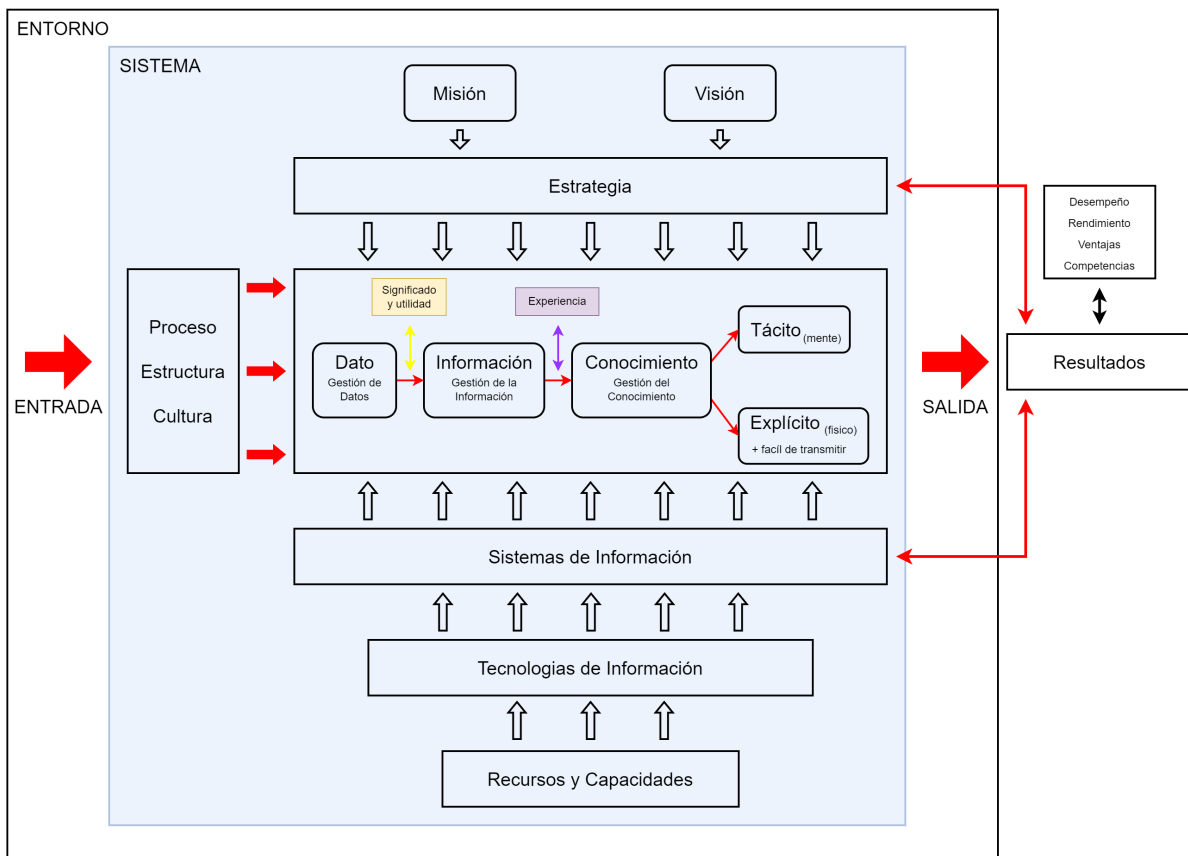 ENTORNO
SISTEMA
Misión
Visión
Estrategia
Desempeño
Rendimiento
Ventajas
Competencias
Significado
y utilidad
Experiencia
Proceso
Estructura
Cultura
ENTRADA
Dato
Gestión de
Datos
Información
Gestión de la
Información
Conocimiento
Gestión del
Conocimiento
Tácito (mente)
Explícito (fisico)
+ facíl de transmitir
SALIDA
Resultados
Sistemas de Información
Tecnologias de Información
Recursos y Capacidades